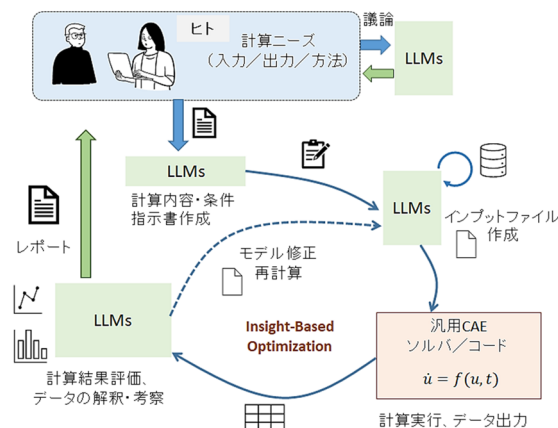 ヒト
計算ニーズ
（入力／出力／方法）
議論
LLMs
LLMs
計算内容・条件
指示書作成
LLMs
インプットファイル
作成
レポート
モデル修正
再計算
LLMs
Insight-Based
Optimization
汎用CAE
ソルバ／コード
u̇ = f(u, t)
計算結果評価、
データの解釈・考察
計算実行、データ出力